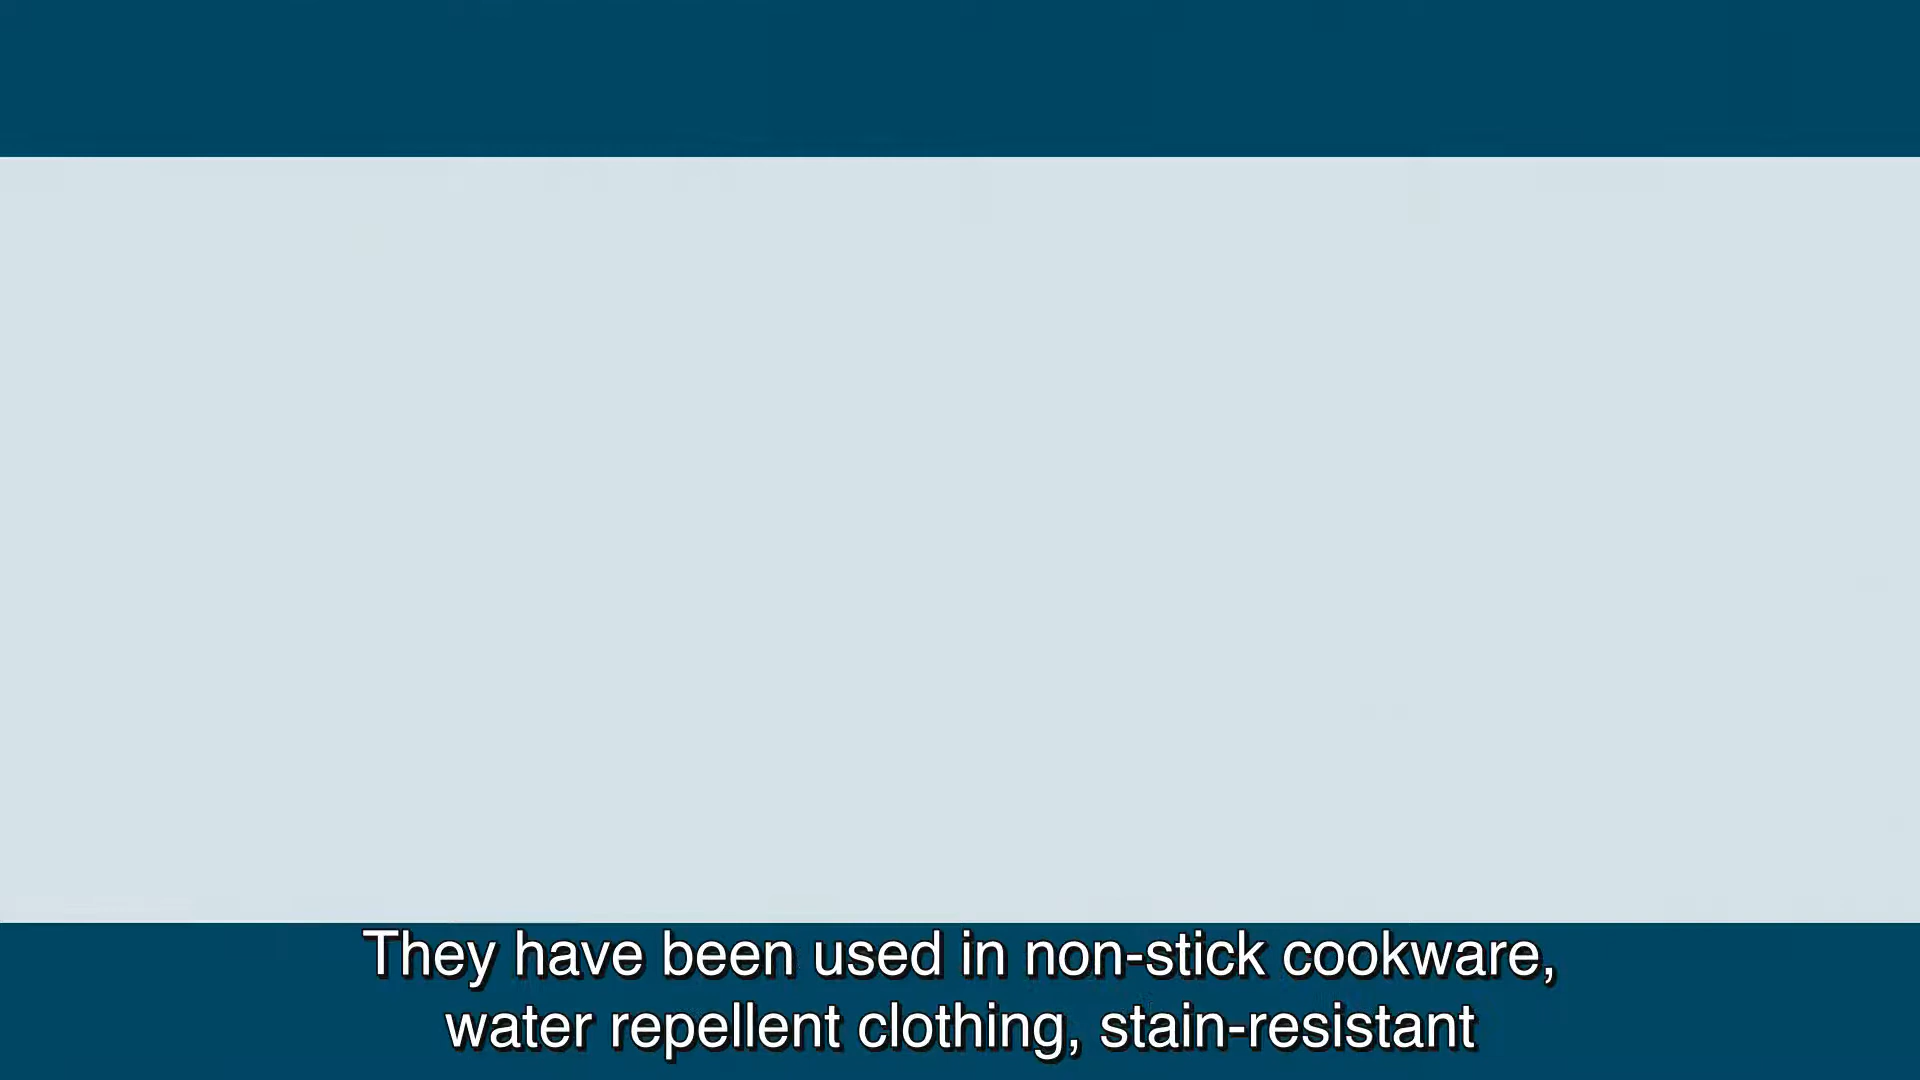 They have been used in non-stick cookware,
water repellent clothing, stain-resistant